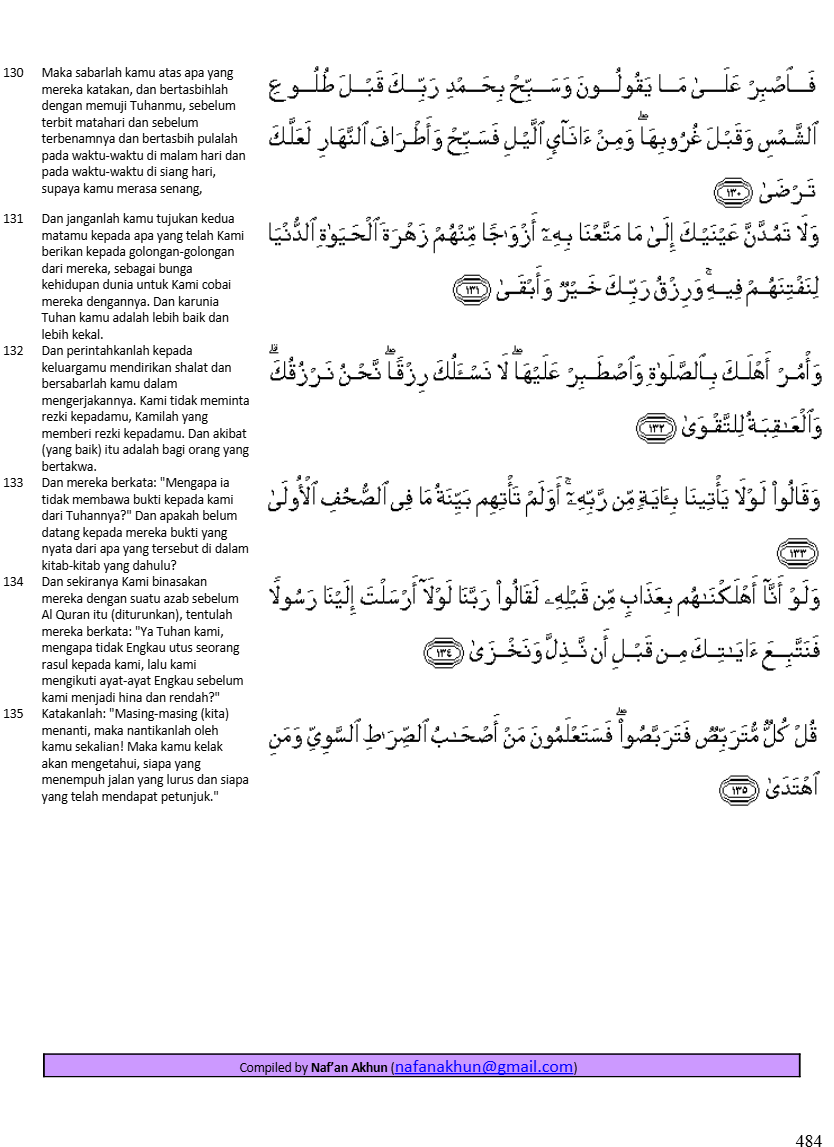 130 Maka sabarlah kamu atas apa yang
mereka katakan, dan bertasbihlah
dengan memuji Tuhanmu, sebelum
terbit matahari dan sebelum
terbenamnya dan bertasbih pulalah
pada waktu-waktu di malam hari dan
pada waktu-waktu di siang hari,
supaya kamu merasa senang,
فَٱصْبِرْ عَلَىٰ مَا يَقُولُونَ وَسَبِّحْ بِحَمْدِ رَبِّكَ قَبْلَ طُلُوعِ
ٱلشَّمْسِ وَقَبْلَ غُرُوبِهَا ۖ وَمِنْ ءَانَآئِ ٱلَّيْلِ فَسَبِّحْ وَأَطْرَافَ ٱلنَّهَارِ لَعَلَّكَ
تَرْضَىٰ ١٣٠
131 Dan janganlah kamu tujukan kedua
matamu kepada apa yang telah Kami
berikan kepada golongan-golongan
dari mereka, sebagai bunga
kehidupan dunia untuk Kami cobai
mereka dengannya. Dan karunia
Tuhan kamu adalah lebih baik dan
lebih kekal.
وَلَا تَمُدَّنَّ عَيْنَيْكَ إِلَىٰ مَا مَتَّعْنَا بِهِۦٓ أَزْوَٰجًا مِّنْهُمْ زَهْرَةَ ٱلْحَيَوٰةِ ٱلدُّنْيَا
لِنَفْتِنَهُمْ فِيهِ ۚ وَرِزْقُ رَبِّكَ خَيْرٌ وَأَبْقَىٰ ١٣١
132 Dan perintahkanlah kepada
keluargamu mendirikan shalat dan
bersabarlah kamu dalam
mengerjakannya. Kami tidak meminta
rezki kepadamu, Kamilah yang
memberi rezki kepadamu. Dan akibat
(yang baik) itu adalah bagi orang yang
bertakwa.
وَأْمُرْ أَهْلَكَ بِٱلصَّلَوٰةِ وَٱصْطَبِرْ عَلَيْهَا ۖ لَا نَسْـَٔلُكَ رِزْقًا ۖ نَّحْنُ نَرْزُقُكَ ۗ
وَٱلْعَـٰقِبَةُ لِلتَّقْوَىٰ ١٣٢
133 Dan mereka berkata: "Mengapa ia
tidak membawa bukti kepada kami
dari Tuhannya?" Dan apakah belum
datang kepada mereka bukti yang
nyata dari apa yang tersebut di dalam
kitab-kitab yang dahulu?
وَقَالُوا۟ لَوْلَا يَأْتِينَا بِـَٔايَةٍ مِّن رَّبِّهِۦٓ ۚ أَوَلَمْ تَأْتِهِم بَيِّنَةُ مَا فِى ٱلصُّحُفِ ٱلْأُولَىٰ
١٣٣
134 Dan sekiranya Kami binasakan
mereka dengan suatu azab sebelum
Al Quran itu (diturunkan), tentulah
mereka berkata: "Ya Tuhan kami,
mengapa tidak Engkau utus seorang
rasul kepada kami, lalu kami
mengikuti ayat-ayat Engkau sebelum
kami menjadi hina dan rendah?"
وَلَوْ أَنَّآ أَهْلَكْنَـٰهُم بِعَذَابٍ مِّن قَبْلِهِۦ لَقَالُوا۟ رَبَّنَا لَوْلَآ أَرْسَلْتَ إِلَيْنَا رَسُولًا
فَنَتَّبِعَ ءَايَـٰتِكَ مِن قَبْلِ أَن نَّذِلَّ وَنَخْزَىٰ ١٣٤
135 Katakanlah: "Masing-masing (kita)
menanti, maka nantikanlah oleh
kamu sekalian! Maka kamu kelak
akan mengetahui, siapa yang
menempuh jalan yang lurus dan siapa
yang telah mendapat petunjuk."
قُلْ كُلٌّ مُّتَرَبِّصٌ فَتَرَبَّصُوا۟ ۖ فَسَتَعْلَمُونَ مَنْ أَصْحَـٰبُ ٱلصِّرَٰطِ ٱلسَّوِىِّ وَمَنِ
ٱهْتَدَىٰ ١٣٥
Compiled by Naf’an Akhun (nafanakhun@gmail.com)
484